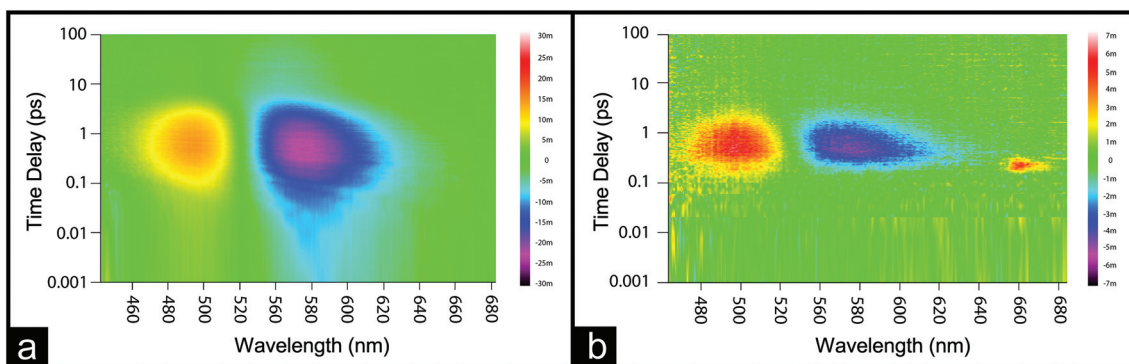 100
10
1
0.1
0.01
0.001
Time Delay (ps)
460
480
500
520
560
580
600
620
640
660
680
Wavelength (nm)
30m
25m
20m
15m
10m
5m
0
-5m
-10m
-15m
-20m
-25m
-30m
a
100
10
1
0.1
0.01
0.001
Time Delay (ps)
480
500
520
560
580
600
620
640
660
680
Wavelength (nm)
7m
6m
5m
4m
3m
2m
1m
0
-1m
-2m
-3m
-4m
-5m
-6m
-7m
b